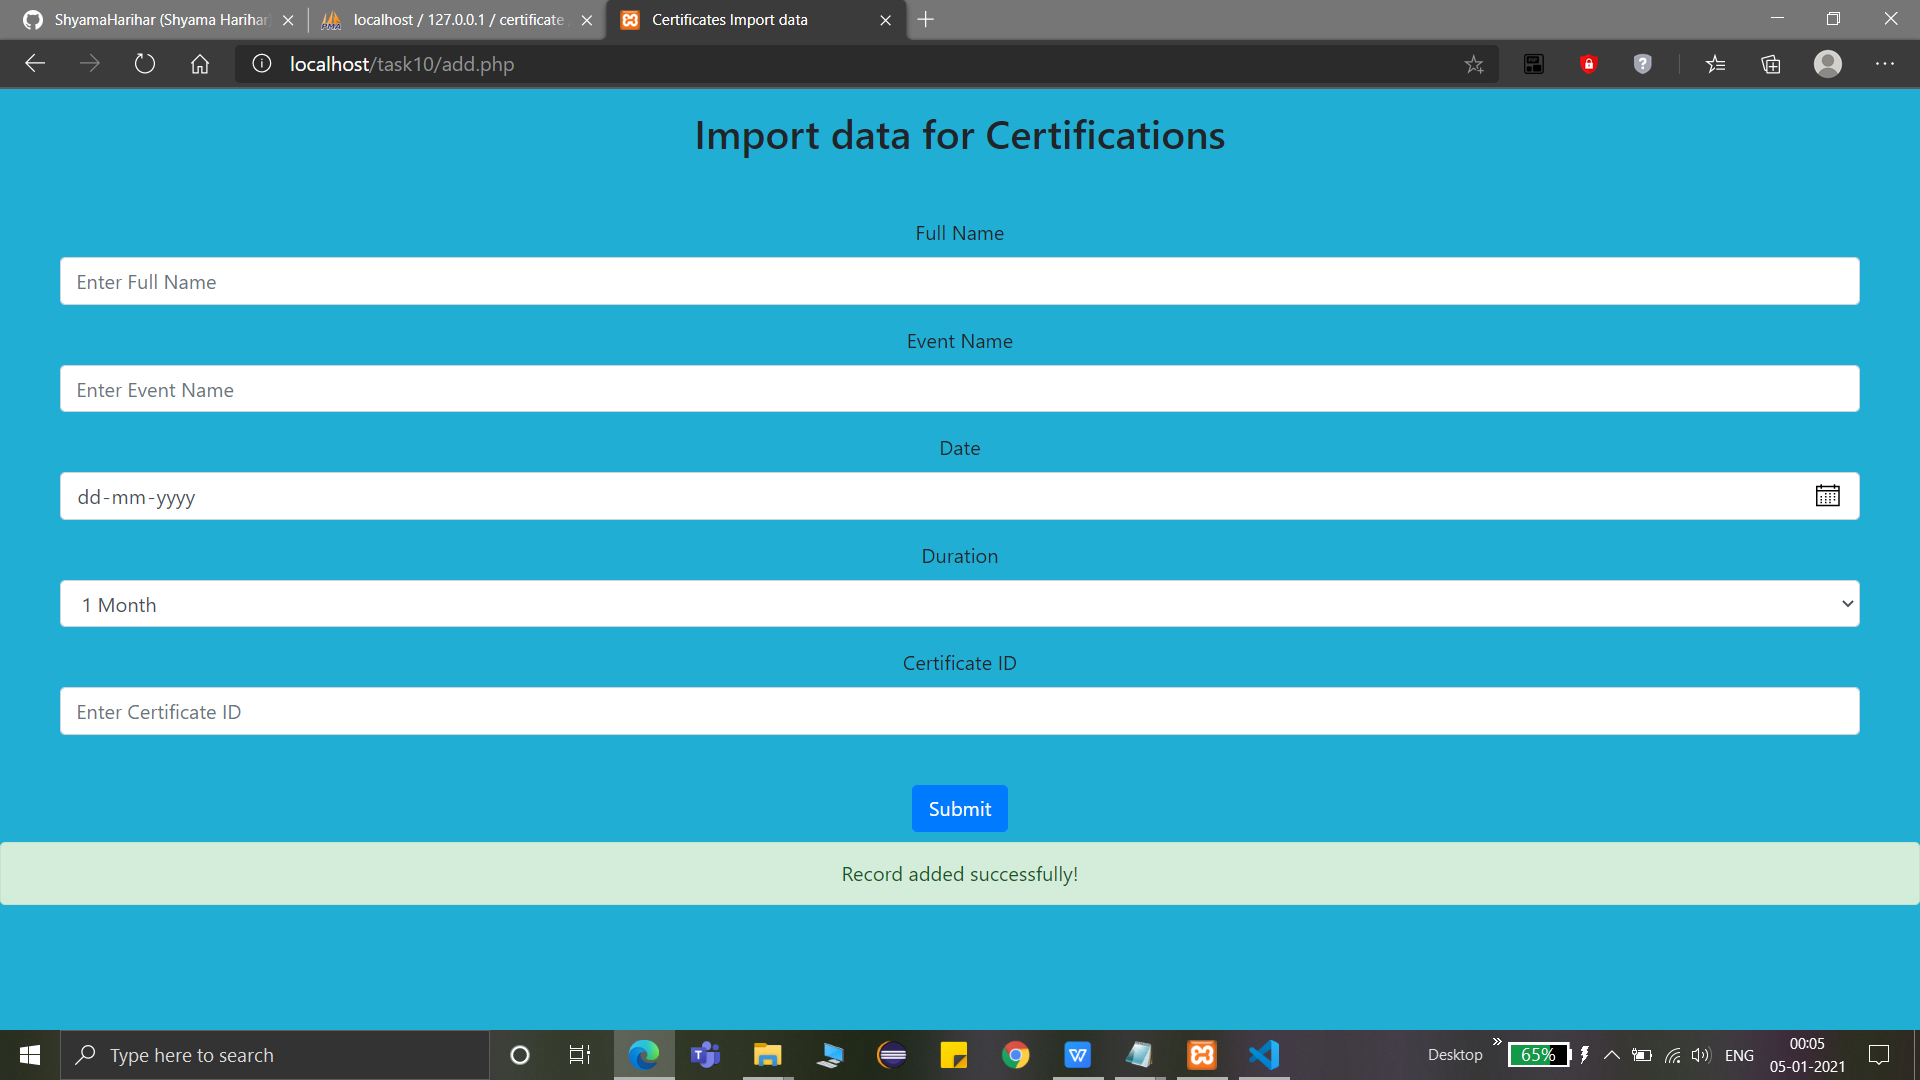 ShyamaHarihar (Shyama Harihar)
localhost / 127.0.0.1 / certificate
Certificates Import data
localhost/task10/add.php
Import data for Certifications
Full Name
Enter Full Name
Event Name
Enter Event Name
Date
dd-mm-yyyy
Duration
1 Month
Certificate ID
Enter Certificate ID
Submit
Record added successfully!
Type here to search
Desktop
65%
ENG
00:05
05-01-2021